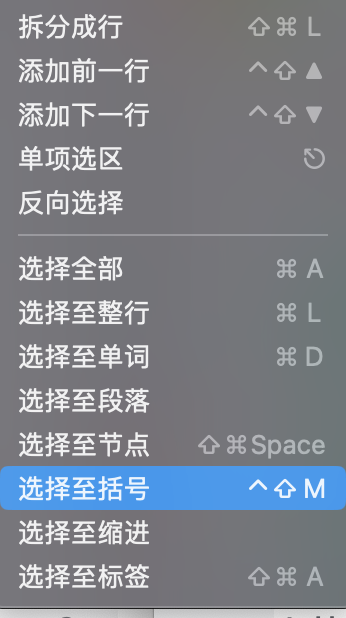 拆分成行 ⇧⌘ L
添加前一行 ^⇧▲
添加下一行 ^⇧▼
单项选区 ⎋
反向选择
选择全部 ⌘ A
选择至整行 ⌘ L
选择至单词 ⌘ D
选择至段落
选择至节点 ⇧⌘Space
选择至括号 ^⇧ M
选择至缩进
选择至标签 ⇧⌘ A